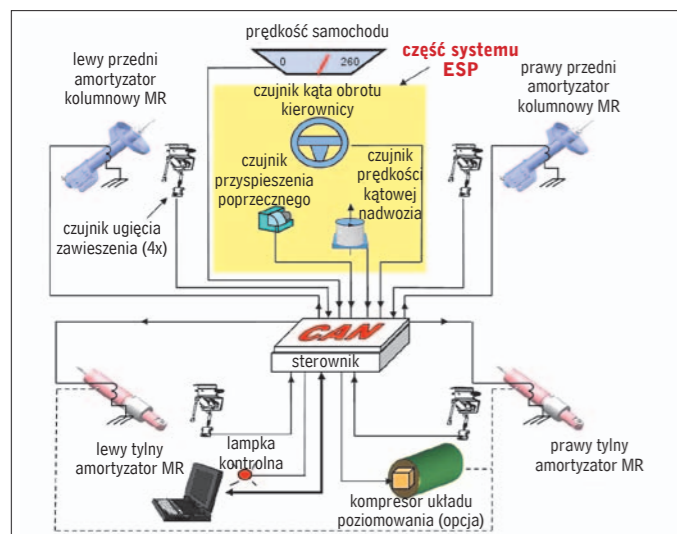 prędkość samochodu
0 260
część systemu
ESP
lewy przedni
amortyzator
kolumnowy MR
prawy przedni
amortyzator
kolumnowy MR
czujnik kąta obrotu
kierownicy
czujnik
przyspieszenia
poprzecznego
czujnik
prędkości
kątowej
nadwozia
czujnik ugięcia
zawieszenia (4x)
CAN
sterownik
lewy tylny
amortyzator MR
lampka
kontrolna
kompresor układu
poziomowania (opcja)
prawy tylny
amortyzator MR